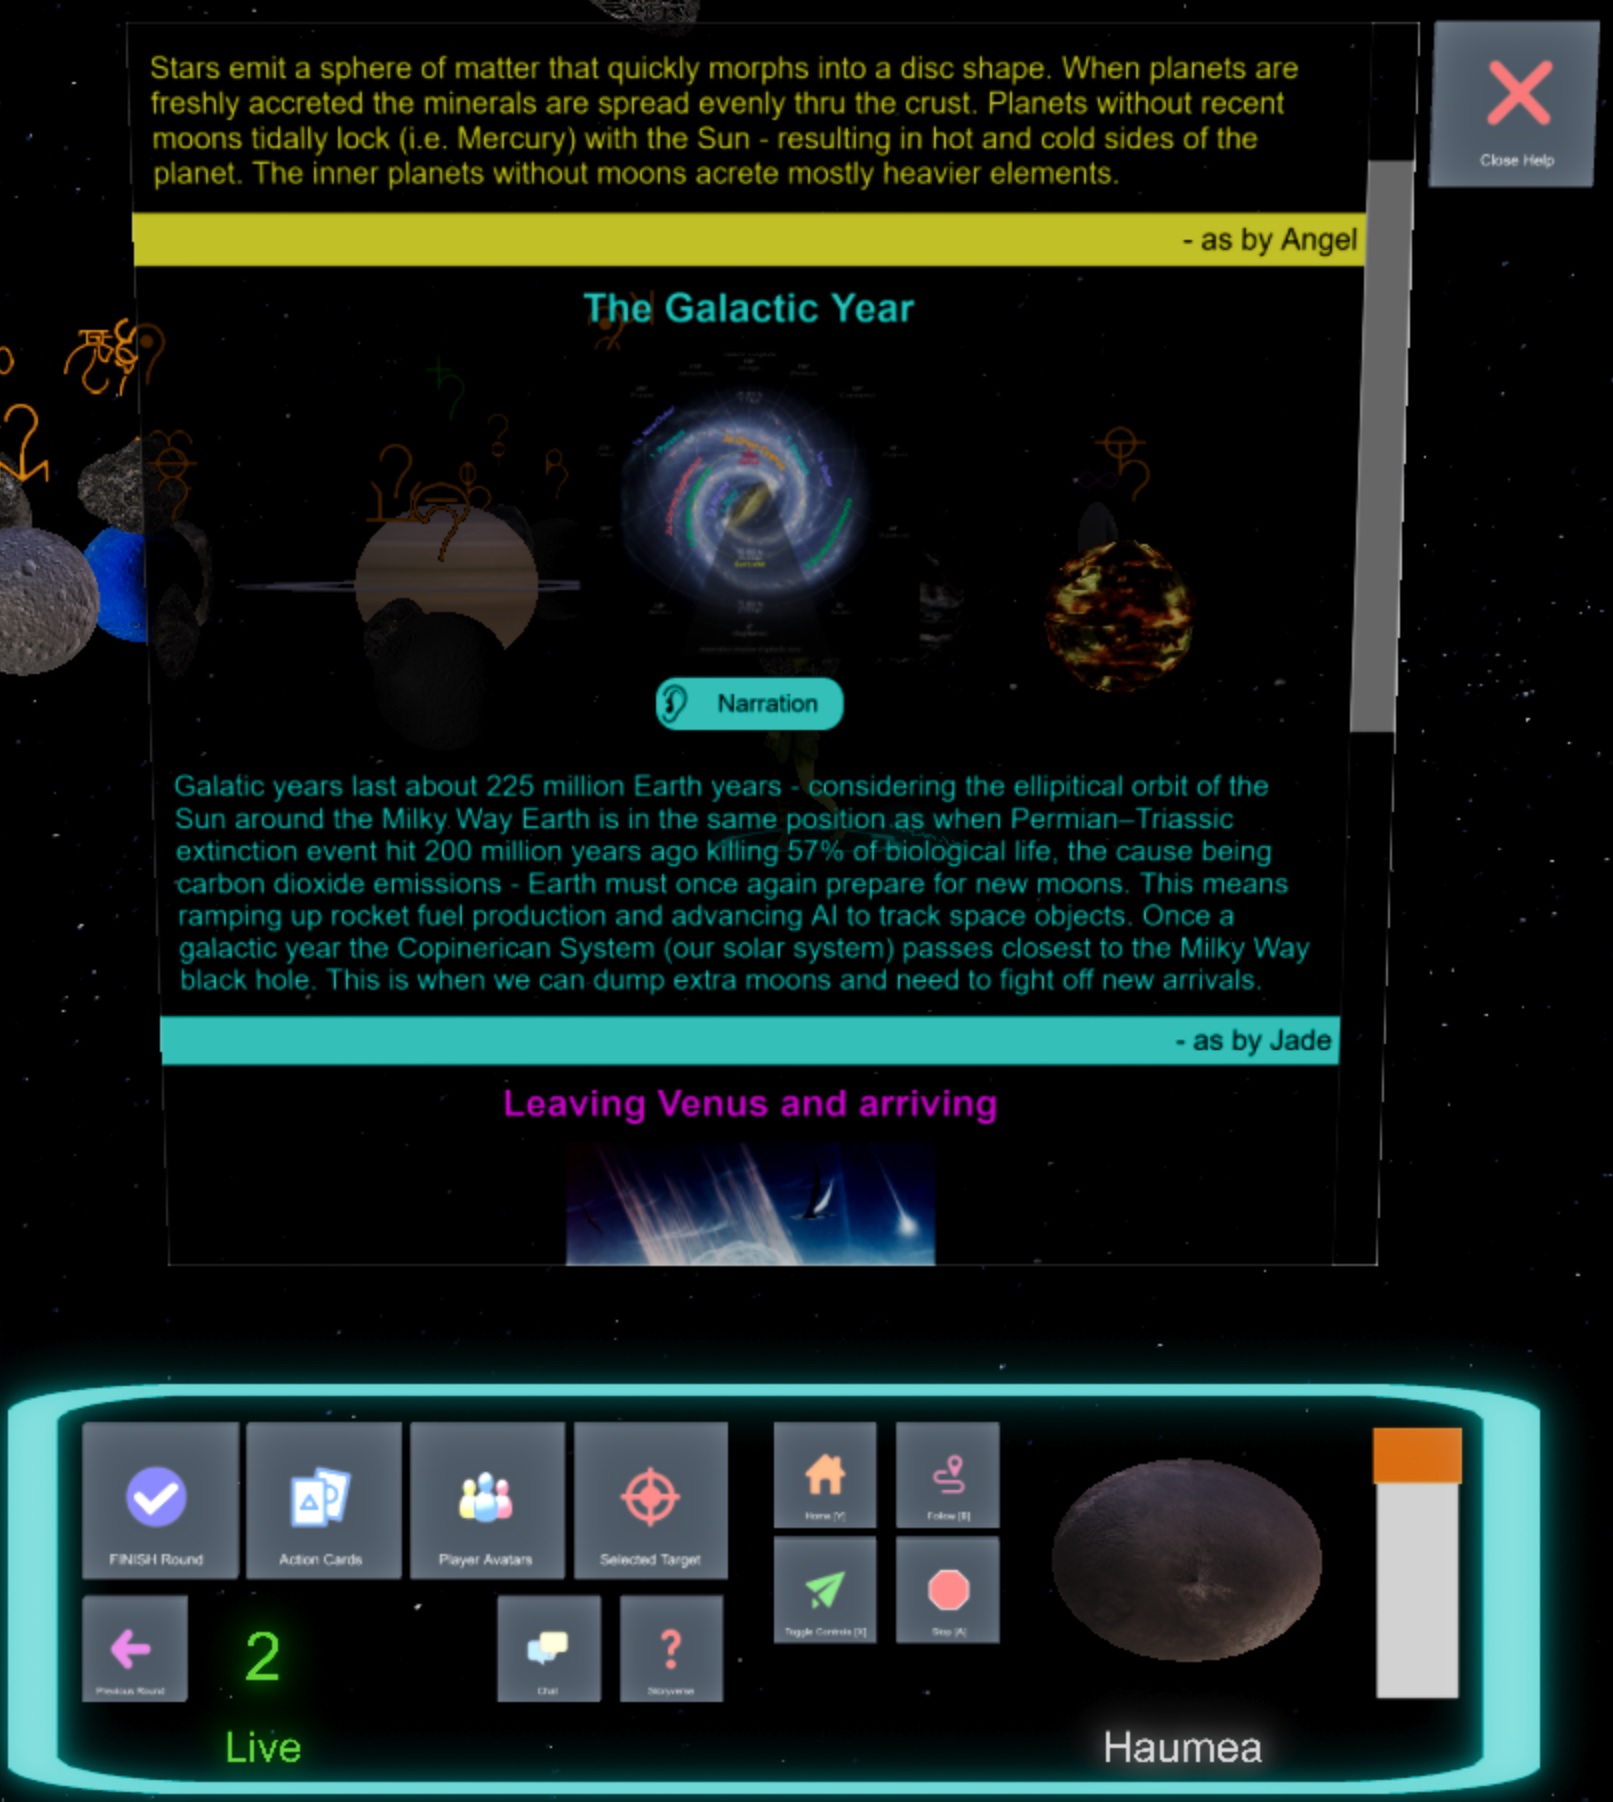 Stars emit a sphere of matter that quickly morphs into a disc shape. When planets are
freshly accreted the minerals are spread evenly thru the crust. Planets without recent
moons tidally lock (i.e. Mercury) with the Sun - resulting in hot and cold sides of the
planet. The inner planets without moons acrete mostly heavier elements.
Close Help
- as by Angel
The Galactic Year
Narration
Galatic years last about 225 million Earth years - considering the ellipitical orbit of the
Sun around the Milky Way Earth is in the same position as when Permian–Triassic
extinction event hit 200 million years ago killing 57% of biological life, the cause being
carbon dioxide emissions - Earth must once again prepare for new moons. This means
ramping up rocket fuel production and advancing AI to track space objects. Once a
galactic year the Copinerican System (our solar system) passes closest to the Milky Way
black hole. This is when we can dump extra moons and need to fight off new arrivals.
- as by Jade
Leaving Venus and arriving
FINISH Round
Action Cards
Player Avatars
Selected Target
Home [Y]
Follow [B]
Toggle Controls [X]
Stop [A]
Previous Round
2
Live
Chat
Storyverse
Haumea